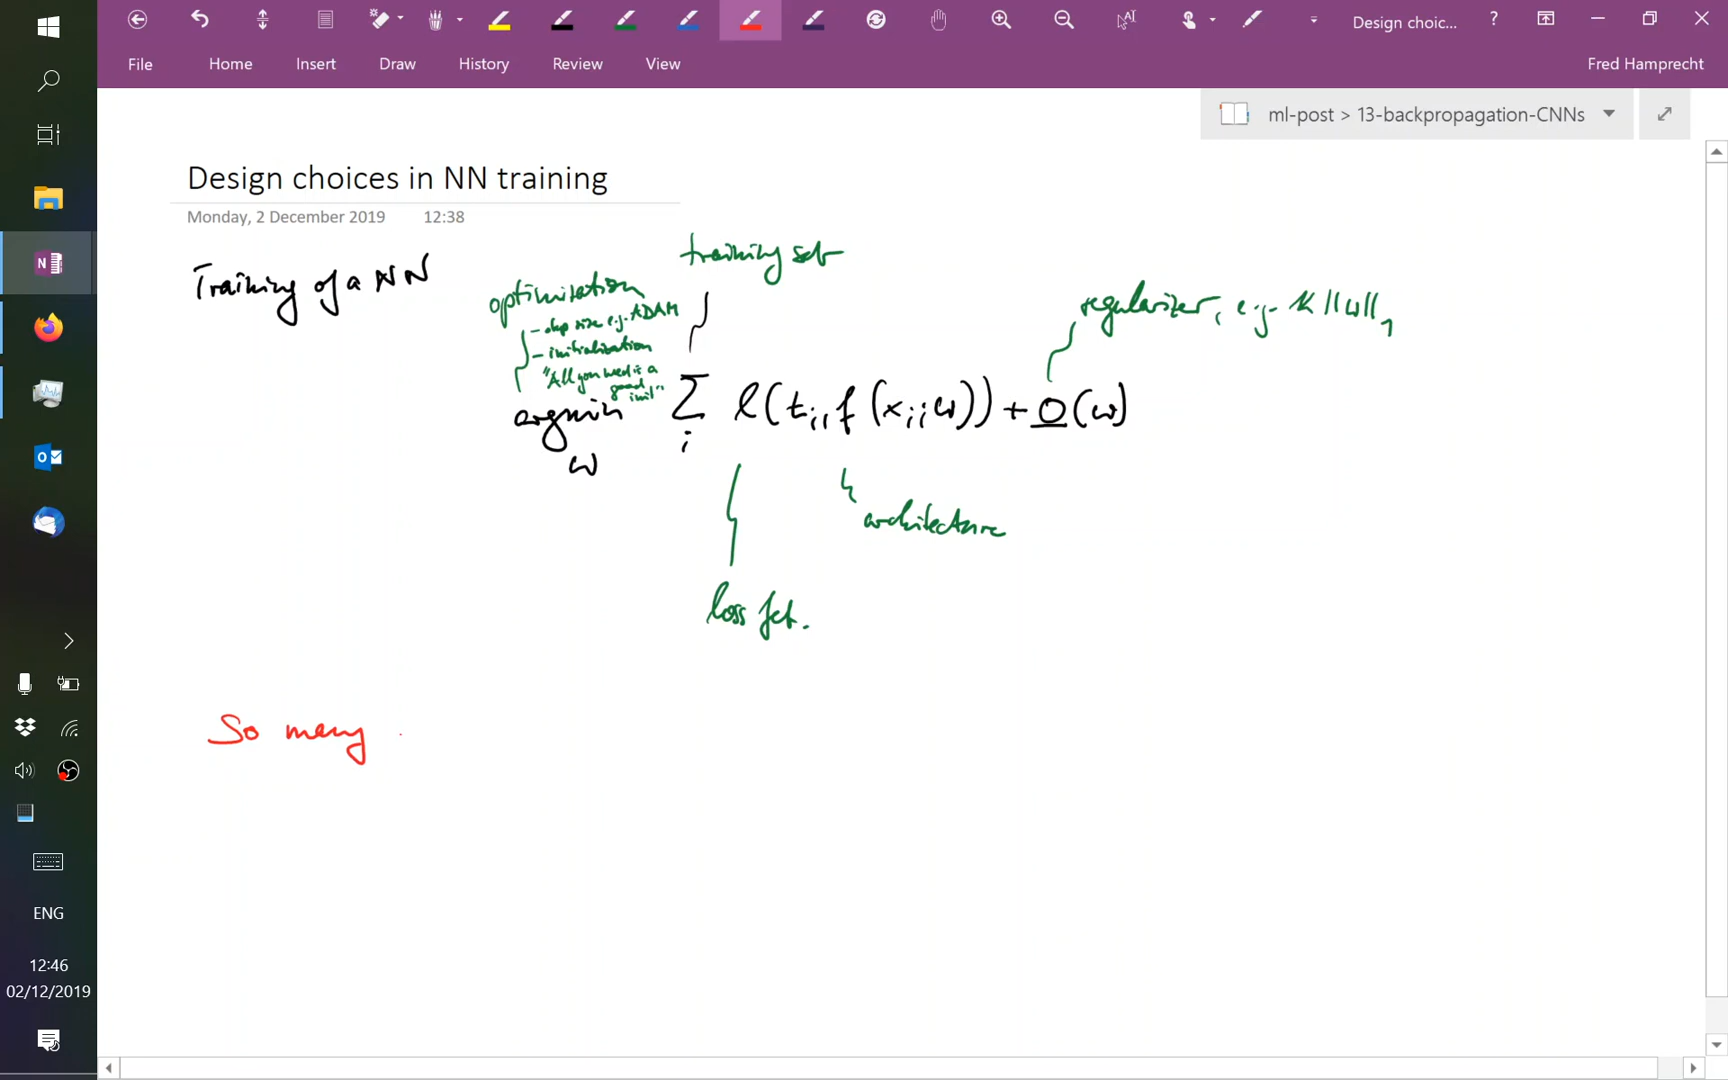 Design choic...
?
File
Home
Insert
Draw
History
Review
View
Fred Hamprecht
ml-post > 13-backpropagation-CNNs
Design choices in NN training
Monday, 2 December 2019 12:38
training set
Training of a NN
optimization
- step size e.g. ADAM
- initialization
"All you need is a
good init"
regularizer, e.g. λ ||w||₁
argmin Σ l(tᵢ, f(xᵢ; w)) + Ω(w)
w i
architecture
loss fct.
So many
ENG
12:46
02/12/2019